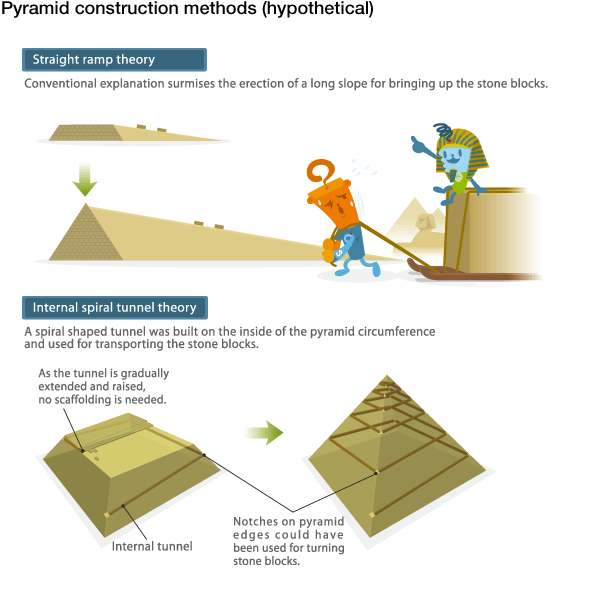 Pyramid construction methods (hypothetical)
Straight ramp theory
Conventional explanation surmises the erection of a long slope for bringing up the stone blocks.
Internal spiral tunnel theory
A spiral shaped tunnel was built on the inside of the pyramid circumference
and used for transporting the stone blocks.
As the tunnel is gradually
extended and raised,
no scaffolding is needed.
Internal tunnel
Notches on pyramid
edges could have
been used for turning
stone blocks.